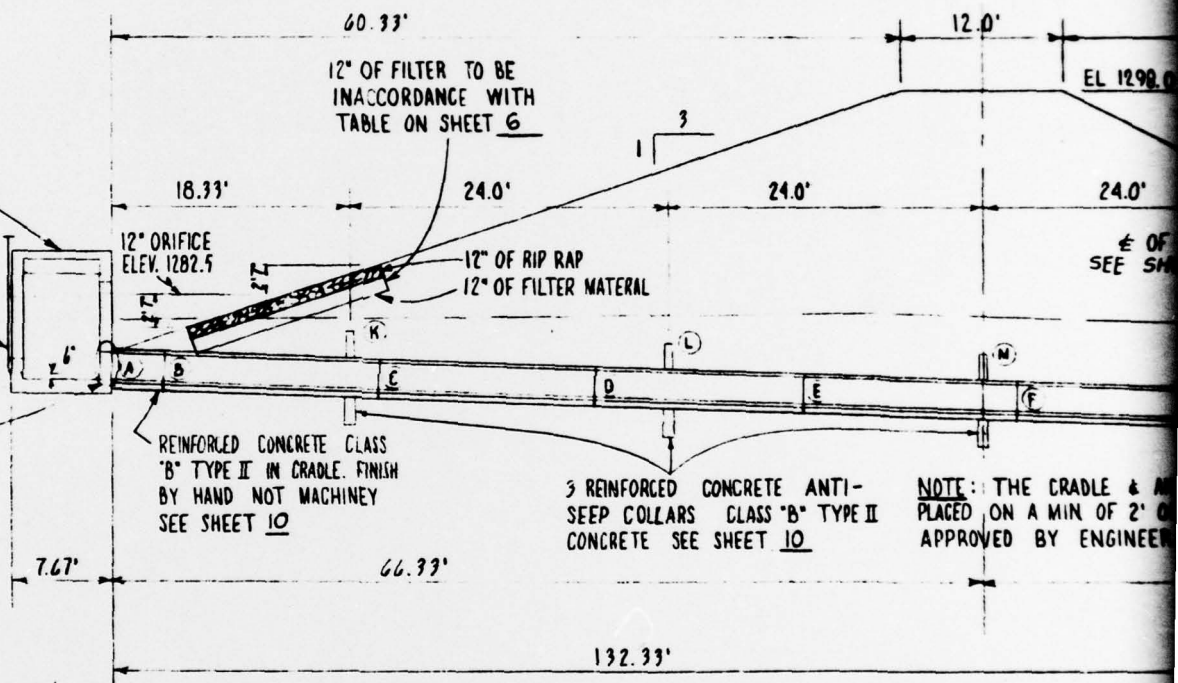 60.33'
12.0'
12" OF FILTER TO BE
INACCORDANCE WITH
TABLE ON SHEET 6
EL 1298.0
1
3
18.33'
24.0'
24.0'
24.0'
12" ORIFICE
ELEV. 1282.5
12" OF RIP RAP
12" OF FILTER MATERAL
₵ OF
SEE SH
K
L
M
6"
A
B
C
D
E
F
REINFORCED CONCRETE CLASS
"B" TYPE II IN CRADLE. FINISH
BY HAND NOT MACHINEY
SEE SHEET 10
3 REINFORCED CONCRETE ANTI-
SEEP COLLARS CLASS "B" TYPE II
CONCRETE SEE SHEET 10
NOTE: THE CRADLE &
PLACED ON A MIN OF 2'
APPROVED BY ENGINEER
7.67'
66.33'
132.33'